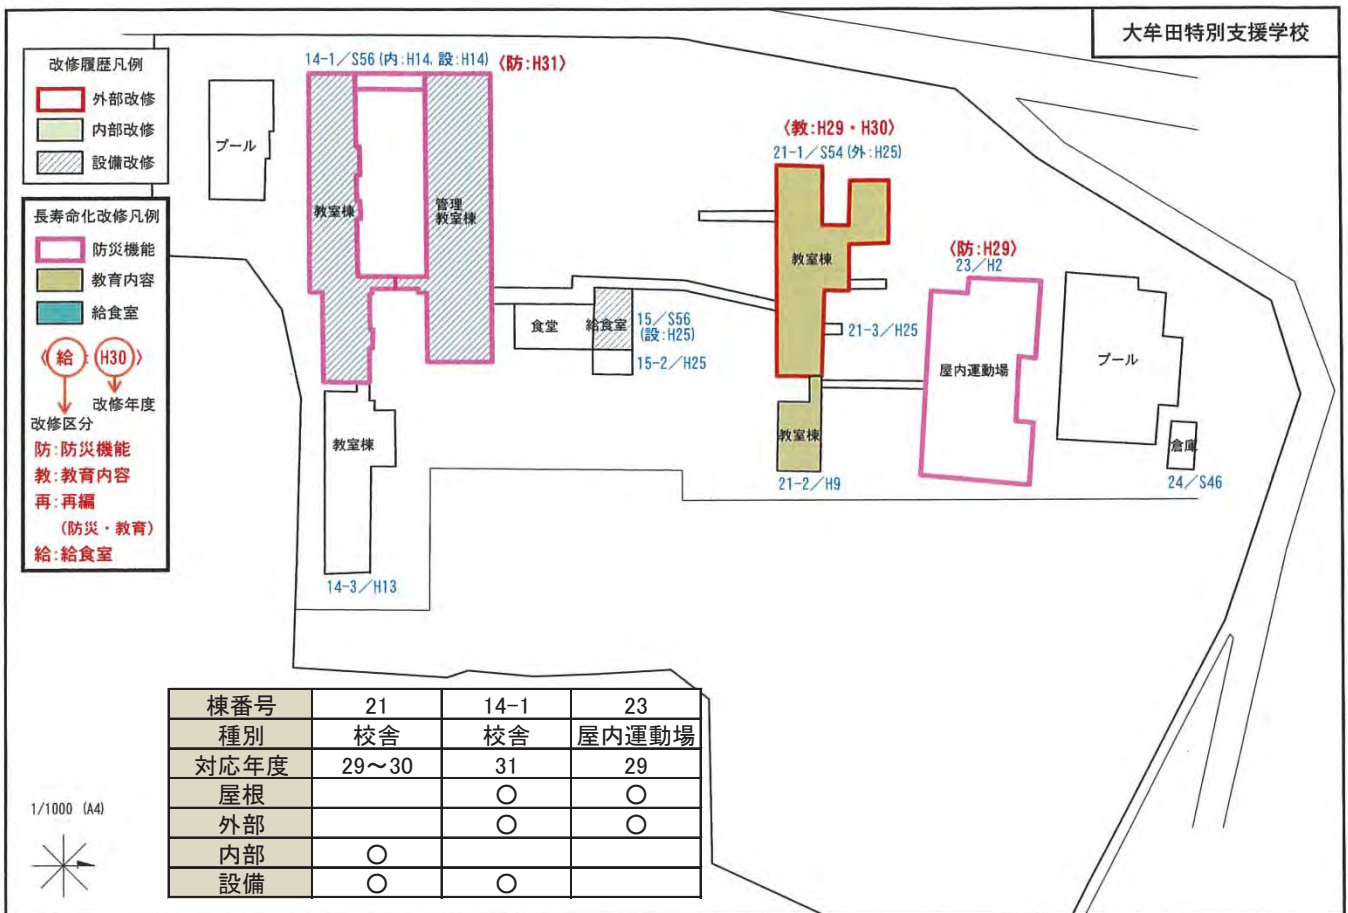 大牟田特別支援学校
改修履歴凡例
外部改修
内部改修
設備改修
長寿命化改修凡例
防災機能
教育内容
給食室
〈給:H30〉
改修年度
改修区分
防:防災機能
教:教育内容
再:再編
(防災・教育)
給:給食室
プール
14-1/S56(内:H14, 設:H14)
〈防:H31〉
教室棟
管理
教室棟
教室棟
14-3/H13
食堂
給食室
15/S56
(設:H25)
15-2/H25
〈教:H29・H30〉
21-1/S54(外:H25)
教室棟
21-3/H25
教室棟
21-2/H9
〈防:H29〉
23/H2
屋内運動場
プール
倉庫
24/S46
棟番号 21 14-1 23
種別 校舎 校舎 屋内運動場
対応年度 29~30 31 29
屋根 ○ ○
外部 ○ ○
内部 ○
設備 ○ ○
1/1000 (A4)